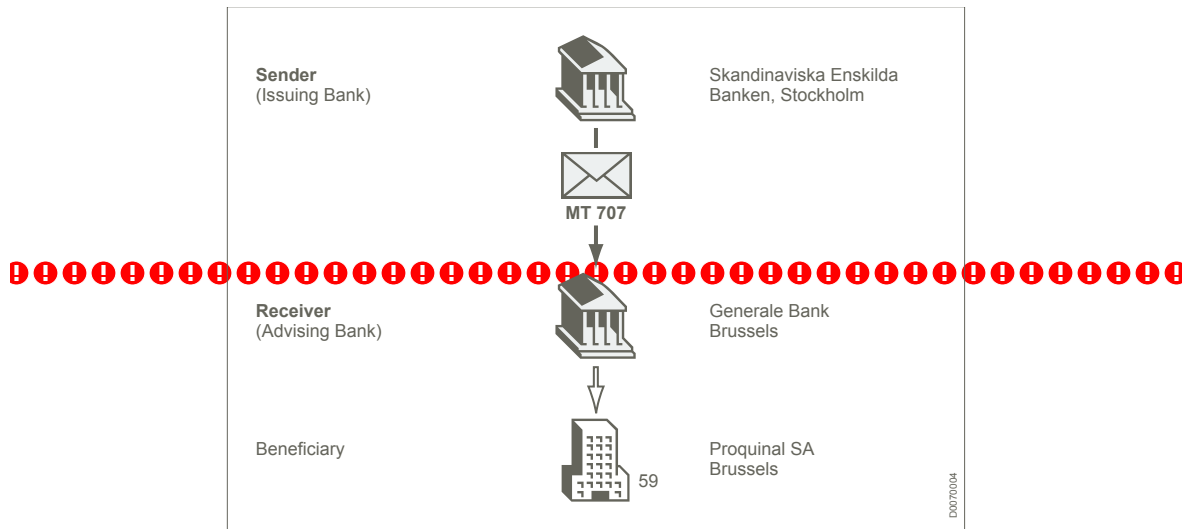 Sender
(Issuing Bank)
Skandinaviska Enskilda
Banken, Stockholm
MT 707
Receiver
(Advising Bank)
Generale Bank
Brussels
Beneficiary
59
Proquinal SA
Brussels
D0070004